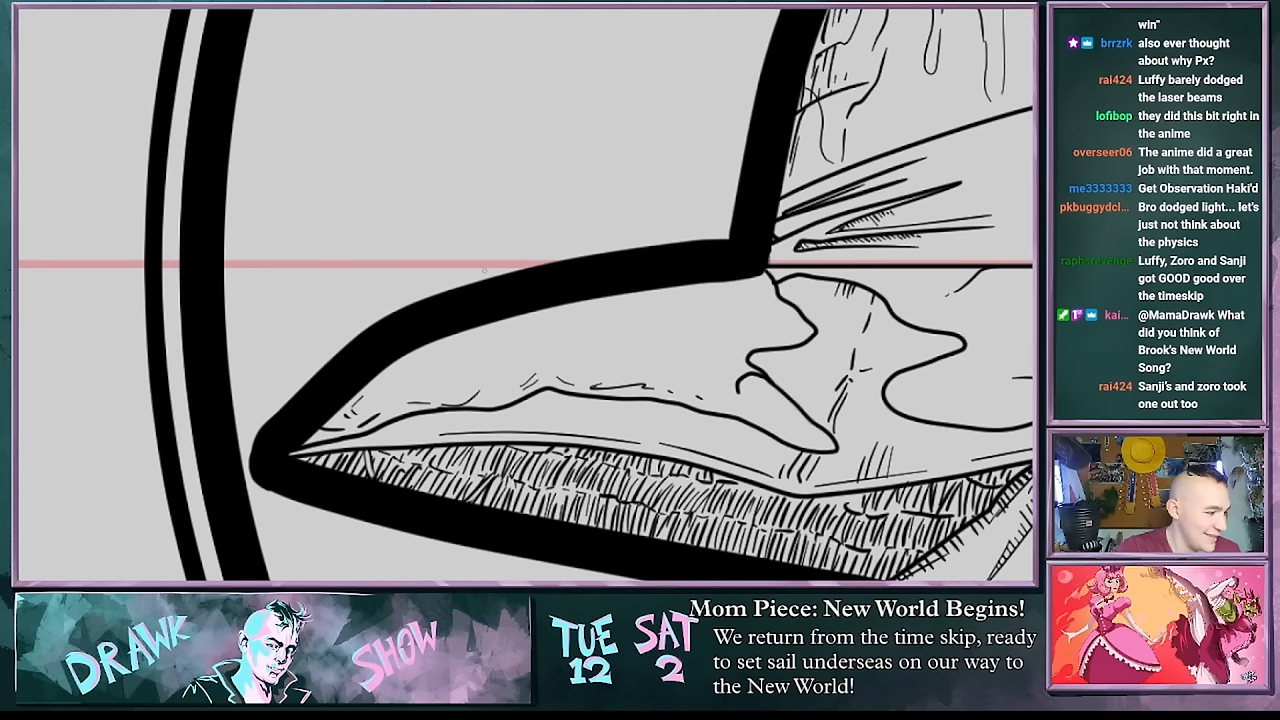 win"
brrzrk also ever thought
about why Px?
rai424 Luffy barely dodged
the laser beams
lofibop they did this bit right in
the anime
overseer06 The anime did a great
job with that moment.
me3333333 Get Observation Haki'd
pkbuggydcl... Bro dodged light... let's
just not think about
the physics
Luffy, Zoro and Sanji
got GOOD good over
the timeskip
kai... @MamaDrawk What
did you think of
Brook's New World
Song?
rai424 Sanji's and zoro took
one out too
DRAWK SHOW
TUE SAT
12 2
Mom Piece: New World Begins!
We return from the time skip, ready
to set sail underseas on our way to
the New World!